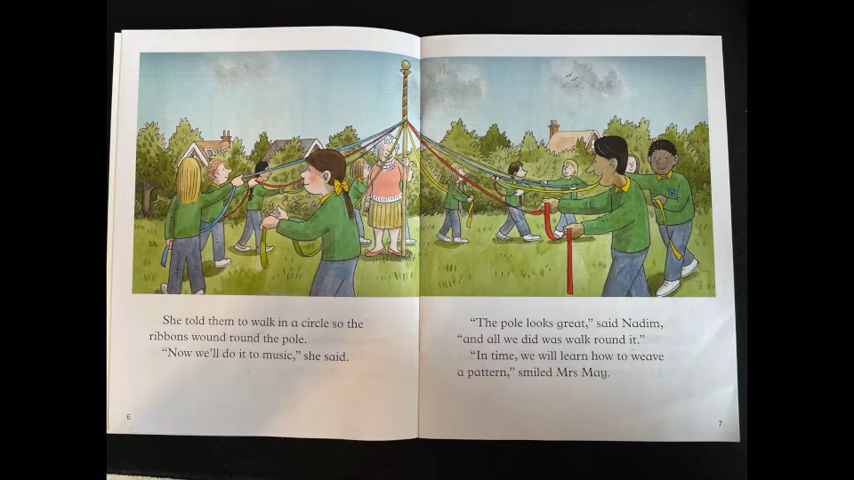 She told them to walk in a circle so the
ribbons wound round the pole.
“Now we’ll do it to music,” she said.
6
“The pole looks great,” said Nadim,
“and all we did was walk round it.”
“In time, we will learn how to weave
a pattern,” smiled Mrs May.
7